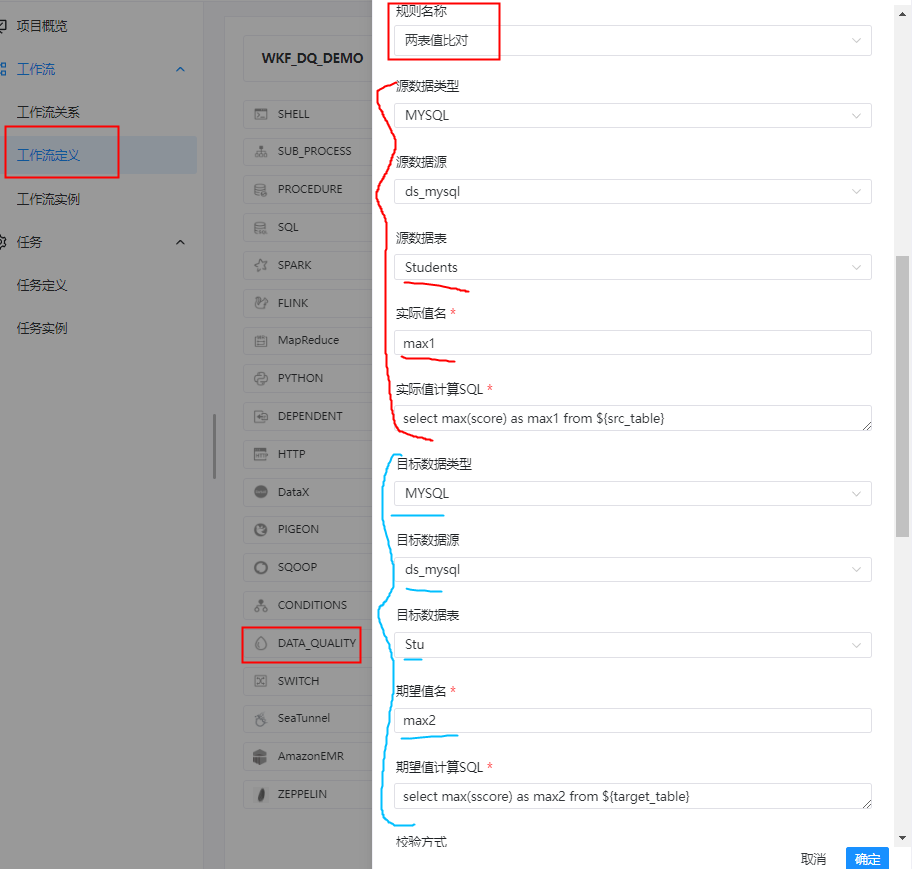 项目概览
工作流
工作流关系
工作流定义
工作流实例
任务
任务定义
任务实例
WKF_DQ_DEMO
SHELL
SUB_PROCESS
PROCEDURE
SQL
SPARK
FLINK
MapReduce
PYTHON
DEPENDENT
HTTP
DataX
PIGEON
SQOOP
CONDITIONS
DATA_QUALITY
SWITCH
SeaTunnel
AmazonEMR
ZEPPELIN
规则名称
两表值比对
源数据类型
MYSQL
源数据源
ds_mysql
源数据表
Students
实际值名 *
max1
实际值计算SQL *
select max(score) as max1 from ${src_table}
目标数据类型
MYSQL
目标数据源
ds_mysql
目标数据表
Stu
期望值名 *
max2
期望值计算SQL *
select max(sscore) as max2 from ${target_table}
校验方式
取消
确定